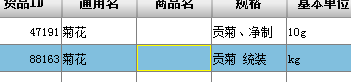 货品ID 通用名 商品名 规格 基本单位
47191 菊花 贡菊、净制 10g
88163 菊花 贡菊 统装 kg